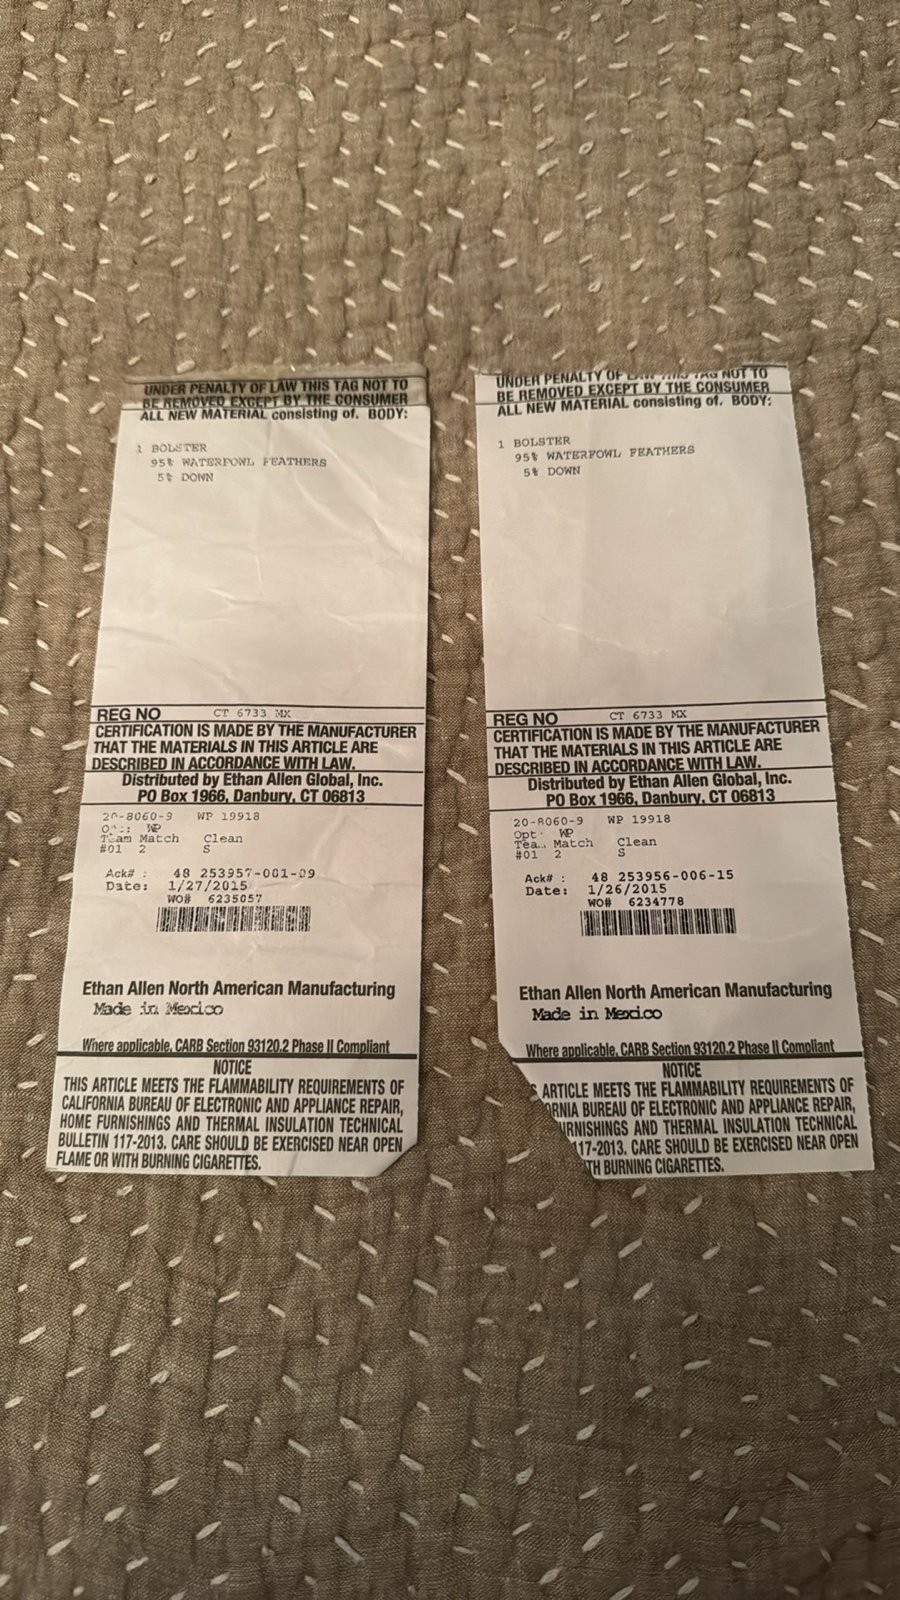 UNDER PENALTY OF LAW THIS TAG NOT TO
BE REMOVED EXCEPT BY THE CONSUMER
ALL NEW MATERIAL consisting of. BODY:
1 BOLSTER
95% WATERFOWL FEATHERS
5% DOWN
REG NO CT 6733 MX
CERTIFICATION IS MADE BY THE MANUFACTURER
THAT THE MATERIALS IN THIS ARTICLE ARE
DESCRIBED IN ACCORDANCE WITH LAW.
Distributed by Ethan Allen Global, Inc.
PO Box 1966, Danbury, CT 06813
20-8060-9 WP 19918
WP
Team Match Clean
#01 2 S
Ack# : 48 253957-001-09
Date: 1/27/2015
WO# 6235057
Ethan Allen North American Manufacturing
Made in Mexico
Where applicable, CARB Section 93120.2 Phase II Compliant
NOTICE
THIS ARTICLE MEETS THE FLAMMABILITY REQUIREMENTS OF
CALIFORNIA BUREAU OF ELECTRONIC AND APPLIANCE REPAIR,
HOME FURNISHINGS AND THERMAL INSULATION TECHNICAL
BULLETIN 117-2013. CARE SHOULD BE EXERCISED NEAR OPEN
FLAME OR WITH BURNING CIGARETTES.
UNDER PENALTY OF LAW THIS TAG NOT TO
BE REMOVED EXCEPT BY THE CONSUMER
ALL NEW MATERIAL consisting of. BODY:
1 BOLSTER
95% WATERFOWL FEATHERS
5% DOWN
REG NO CT 6733 MX
CERTIFICATION IS MADE BY THE MANUFACTURER
THAT THE MATERIALS IN THIS ARTICLE ARE
DESCRIBED IN ACCORDANCE WITH LAW.
Distributed by Ethan Allen Global, Inc.
PO Box 1966, Danbury, CT 06813
20-8060-9 WP 19918
Opt WP
Match Clean
#01 2 S
Ack# : 48 253956-006-15
Date: 1/26/2015
WO# 6234778
Ethan Allen North American Manufacturing
Made in Mexico
Where applicable, CARB Section 93120.2 Phase II Compliant
NOTICE
S ARTICLE MEETS THE FLAMMABILITY REQUIREMENTS OF
ORNIA BUREAU OF ELECTRONIC AND APPLIANCE REPAIR,
URNISHINGS AND THERMAL INSULATION TECHNICAL
117-2013. CARE SHOULD BE EXERCISED NEAR OPEN
TH BURNING CIGARETTES.